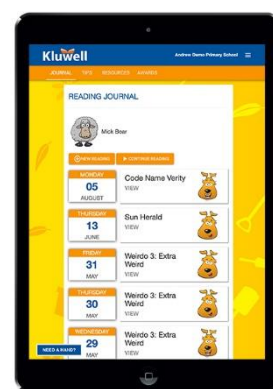 Kluwell
Andrew Demo Primary School
JOURNAL TIPS RESOURCES AWARDS
READING JOURNAL
Mick Bear
NEW READING
CONTINUE READING
MONDAY
05
AUGUST
Code Name Verity
VIEW
THURSDAY
13
JUNE
Sun Herald
VIEW
FRIDAY
31
MAY
Weirdo 3: Extra
Weird
VIEW
THURSDAY
30
MAY
Weirdo 3: Extra
Weird
VIEW
WEDNESDAY
29
MAY
Weirdo 3: Extra
Weird
VIEW
NEED A HAND?